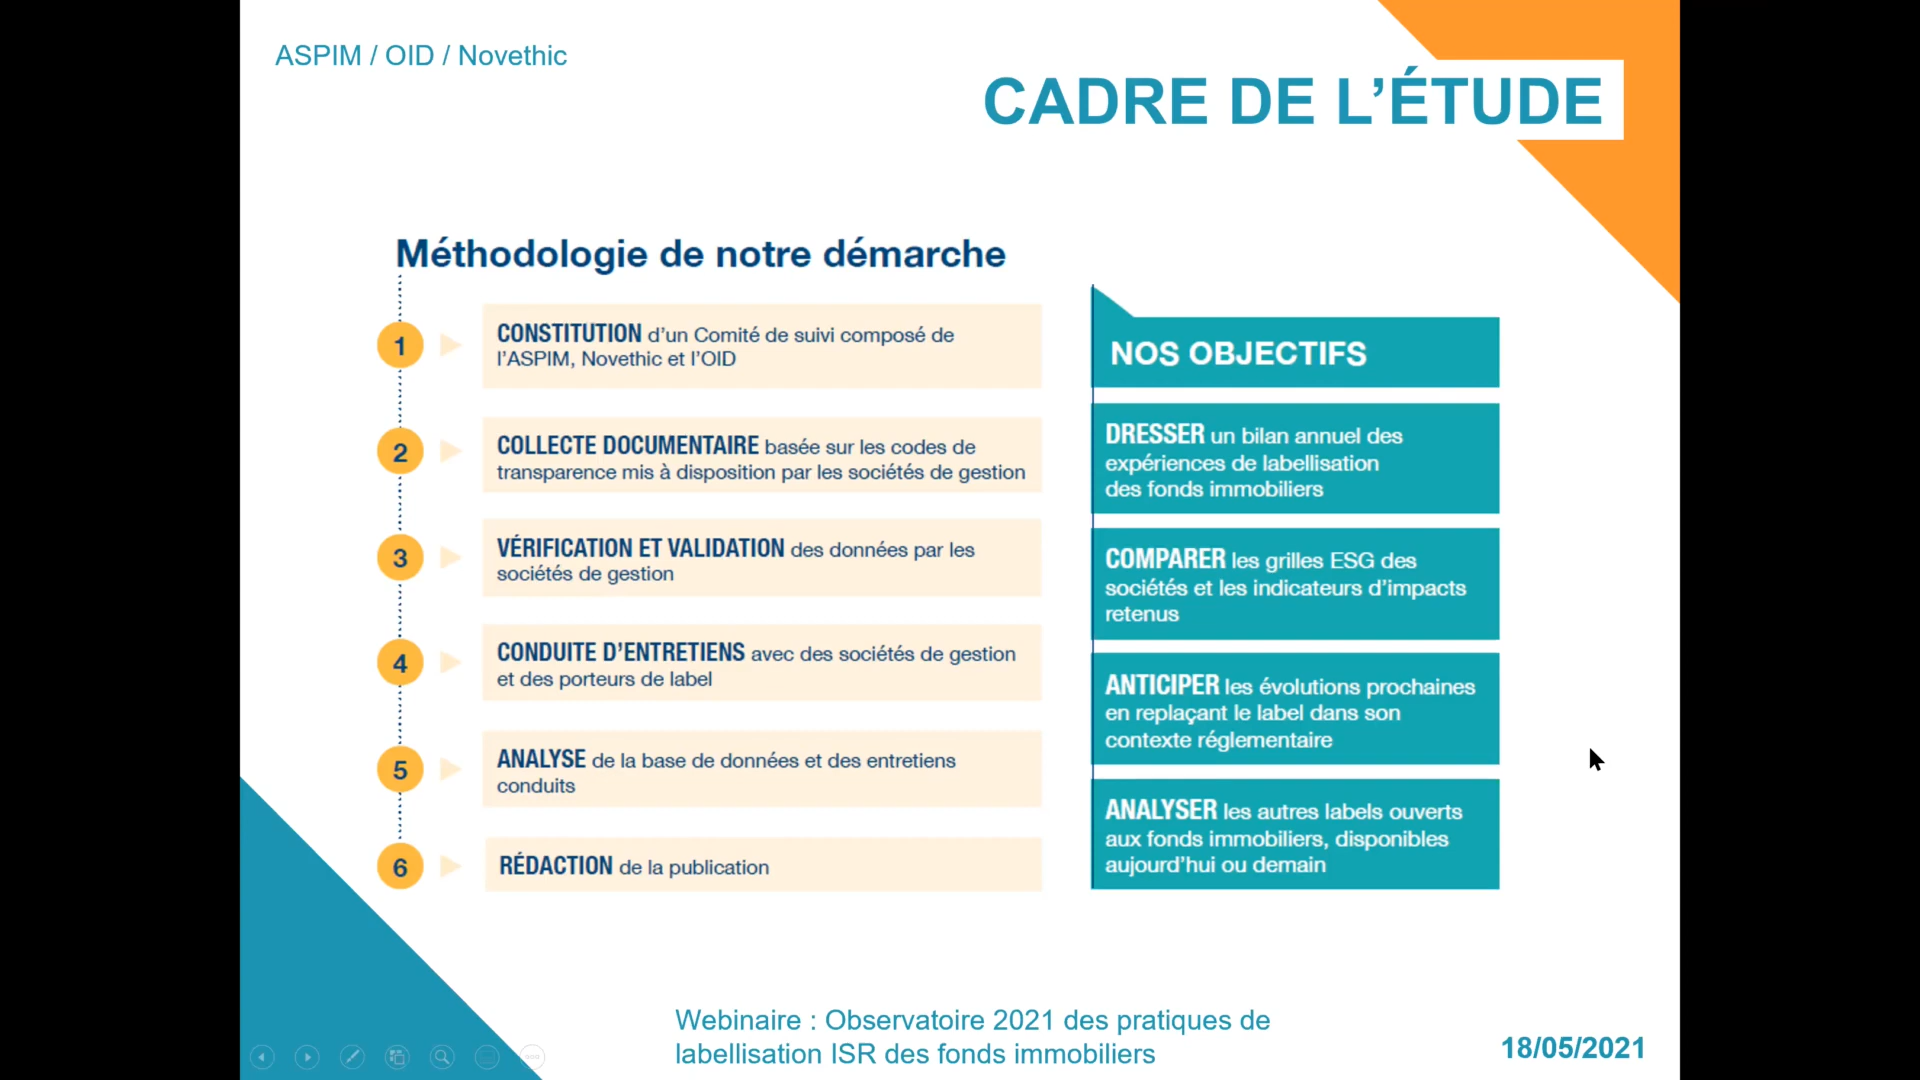 ASPIM / OID / Novethic
CADRE DE L’ÉTUDE
Méthodologie de notre démarche
1
CONSTITUTION d’un Comité de suivi composé de
l’ASPIM, Novethic et l’OID
2
COLLECTE DOCUMENTAIRE basée sur les codes de
transparence mis à disposition par les sociétés de gestion
3
VÉRIFICATION ET VALIDATION des données par les
sociétés de gestion
4
CONDUITE D’ENTRETIENS avec des sociétés de gestion
et des porteurs de label
5
ANALYSE de la base de données et des entretiens
conduits
6
RÉDACTION de la publication
NOS OBJECTIFS
DRESSER un bilan annuel des
expériences de labellisation
des fonds immobiliers
COMPARER les grilles ESG des
sociétés et les indicateurs d’impacts
retenus
ANTICIPER les évolutions prochaines
en replaçant le label dans son
contexte réglementaire
ANALYSER les autres labels ouverts
aux fonds immobiliers, disponibles
aujourd’hui ou demain
Webinaire : Observatoire 2021 des pratiques de
labellisation ISR des fonds immobiliers
18/05/2021